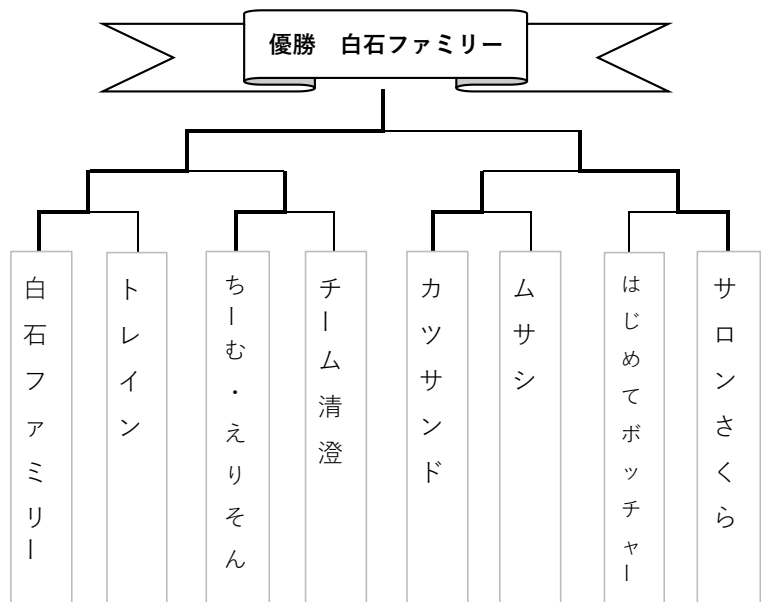 優勝　白石ファミリー
白石ファミリー
トレイン
ちーむ・えりそん
チーム清澄
カツサンド
ムサシ
はじめてボッチャー
サロンさくら